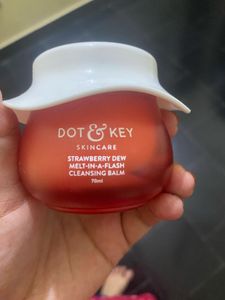 DOT & KEY
SKINCARE
STRAWBERRY DEW
MELT-IN-A-FLASH
CLEANSING BALM
70ml